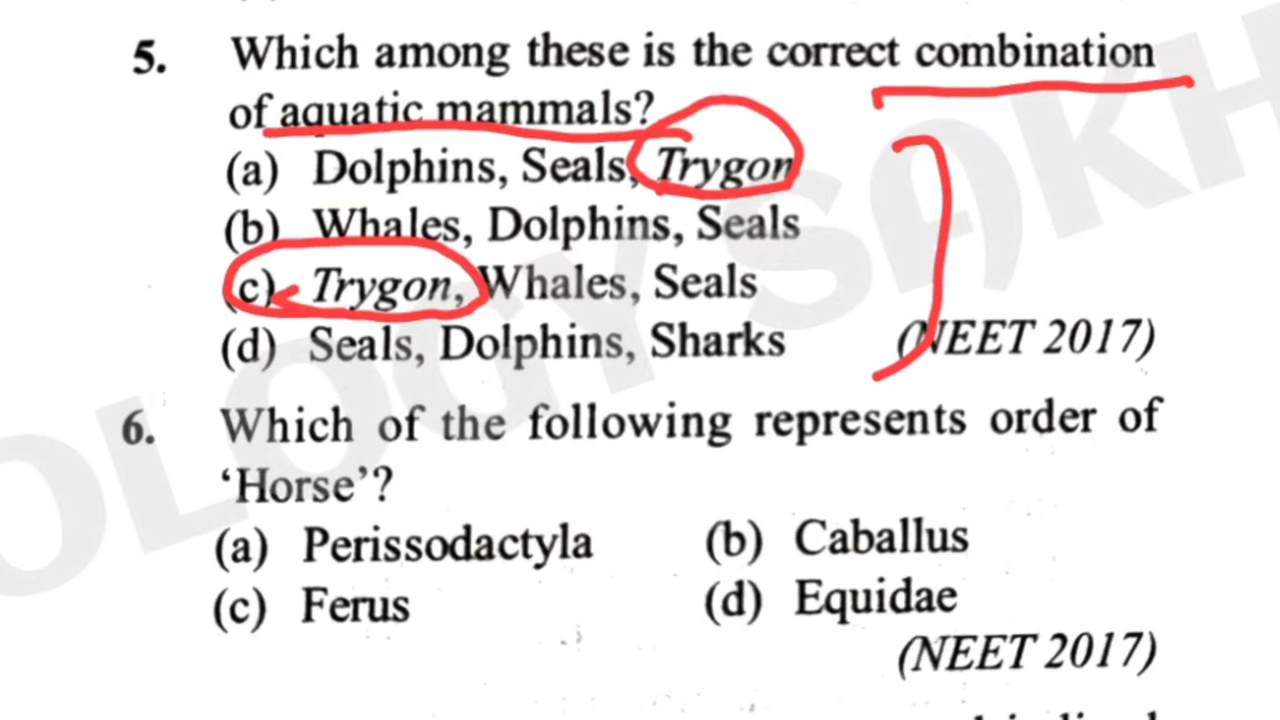 5. Which among these is the correct combination
of aquatic mammals?
(a) Dolphins, Seals, Trygon
(b) Whales, Dolphins, Seals
(c) Trygon, Whales, Seals
(d) Seals, Dolphins, Sharks (NEET 2017)
6. Which of the following represents order of
‘Horse’?
(a) Perissodactyla (b) Caballus
(c) Ferus (d) Equidae
(NEET 2017)
OLOGY SAKH